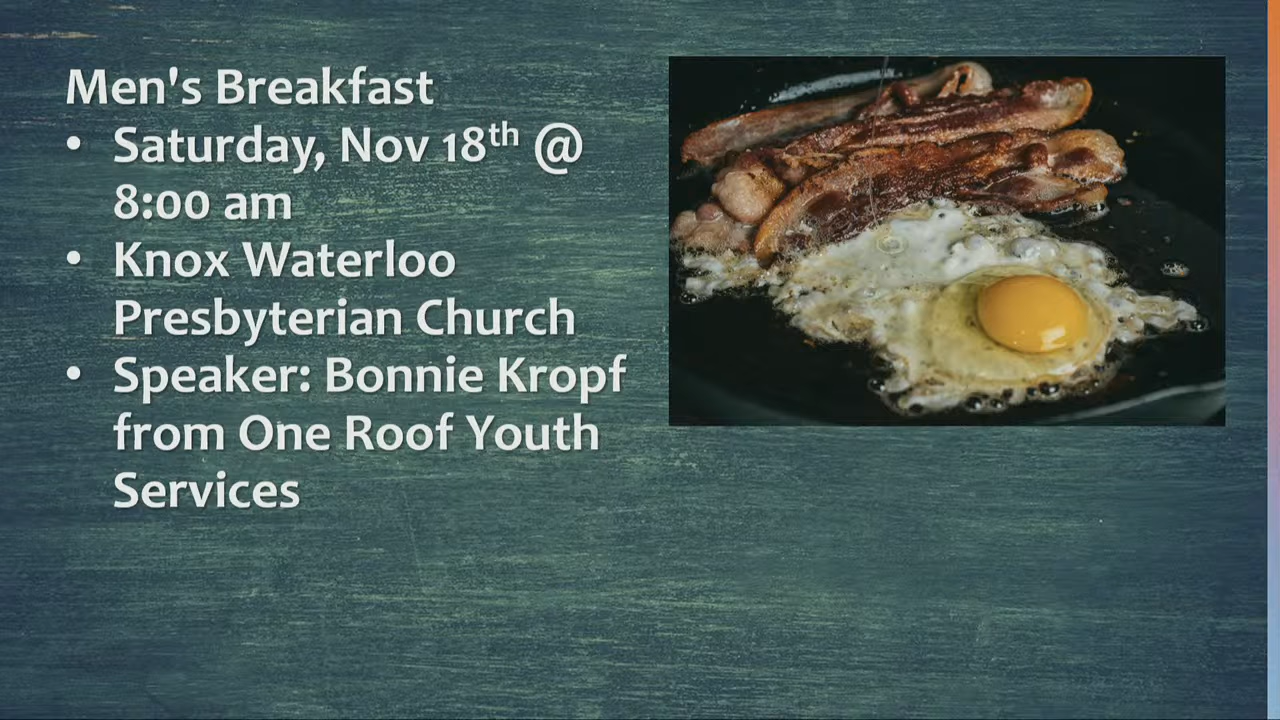 Men's Breakfast
• Saturday, Nov 18th @
8:00 am
• Knox Waterloo
Presbyterian Church
• Speaker: Bonnie Kropf
from One Roof Youth
Services